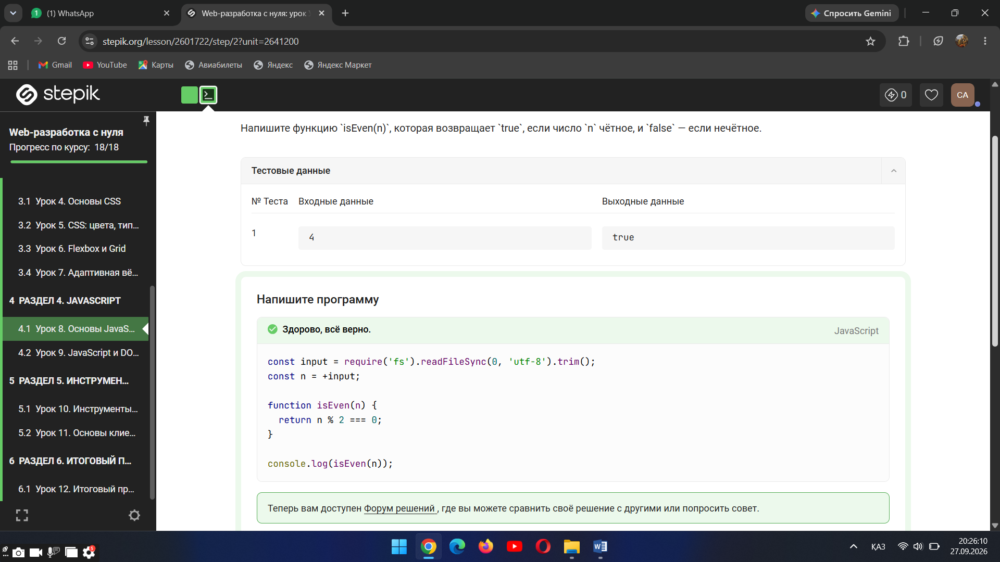 (1) WhatsApp
Web-разработка с нуля: урок
Спросить Gemini
stepik.org/lesson/2601722/step/2?unit=2641200
Gmail
YouTube
Карты
Авиабилеты
Яндекс
Яндекс Маркет
stepik
0
CA
Web-разработка с нуля
Прогресс по курсу: 18/18
3.1 Урок 4. Основы CSS
3.2 Урок 5. CSS: цвета, тип...
3.3 Урок 6. Flexbox и Grid
3.4 Урок 7. Адаптивная вё...
4 РАЗДЕЛ 4. JAVASCRIPT
4.1 Урок 8. Основы JavaS...
4.2 Урок 9. JavaScript и DO...
5 РАЗДЕЛ 5. ИНСТРУМЕН...
5.1 Урок 10. Инструменты...
5.2 Урок 11. Основы клие...
6 РАЗДЕЛ 6. ИТОГОВЫЙ П...
6.1 Урок 12. Итоговый пр...
Напишите функцию `isEven(n)`, которая возвращает `true`, если число `n` чётное, и `false` — если нечётное.
Тестовые данные
№ Теста Входные данные Выходные данные
1 4 true
Напишите программу
Здорово, всё верно.
JavaScript
const input = require('fs').readFileSync(0, 'utf-8').trim();
const n = +input;
function isEven(n) {
return n % 2 === 0;
}
console.log(isEven(n));
Теперь вам доступен Форум решений , где вы можете сравнить своё решение с другими или попросить совет.
5
ҚАЗ
20:26:10
27.09.2026